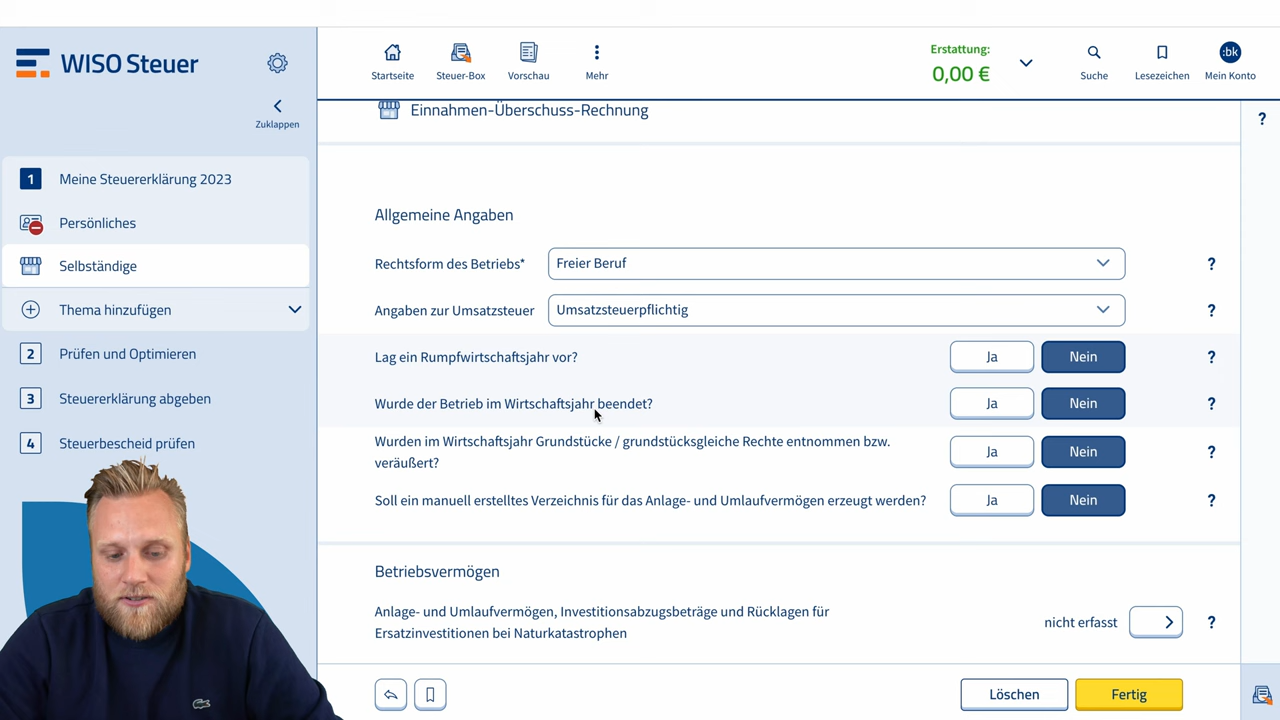 WISO Steuer
Zuklappen
1 Meine Steuererklärung 2023
Persönliches
Selbständige
Thema hinzufügen
2 Prüfen und Optimieren
3 Steuererklärung abgeben
4 Steuerbescheid prüfen
Startseite
Steuer-Box
Vorschau
Mehr
Erstattung:
0,00 €
Suche
Lesezeichen
:bk
Mein Konto
?
Einnahmen-Überschuss-Rechnung
Allgemeine Angaben
Rechtsform des Betriebs* Freier Beruf ?
Angaben zur Umsatzsteuer Umsatzsteuerpflichtig ?
Lag ein Rumpfwirtschaftsjahr vor? Ja Nein ?
Wurde der Betrieb im Wirtschaftsjahr beendet? Ja Nein ?
Wurden im Wirtschaftsjahr Grundstücke / grundstücksgleiche Rechte entnommen bzw.
veräußert? Ja Nein ?
Soll ein manuell erstelltes Verzeichnis für das Anlage- und Umlaufvermögen erzeugt werden? Ja Nein ?
Betriebsvermögen
Anlage- und Umlaufvermögen, Investitionsabzugsbeträge und Rücklagen für
Ersatzinvestitionen bei Naturkatastrophen
nicht erfasst ?
Löschen
Fertig